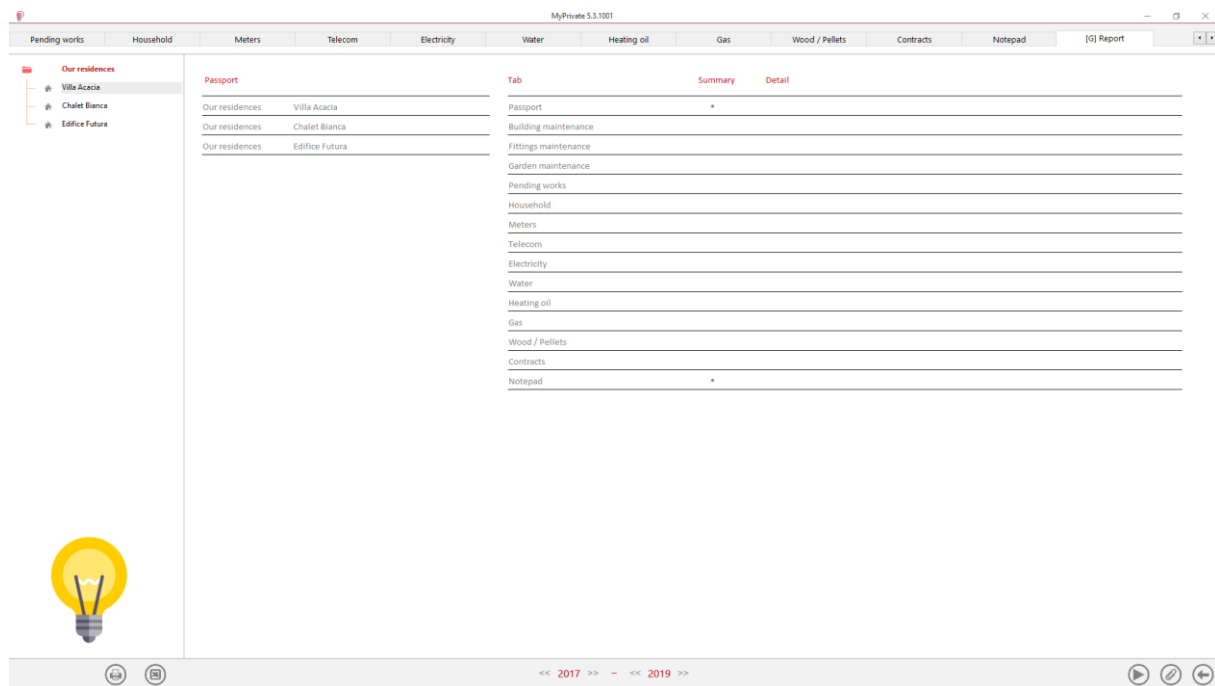 MyPrivate 5.3.1001
Pending works Household Meters Telecom Electricity Water Heating oil Gas Wood / Pellets Contracts Notepad [G] Report
Our residences
Villa Acacia
Chalet Bianca
Edifice Futura
Passport
Our residences Villa Acacia
Our residences Chalet Bianca
Our residences Edifice Futura
Tab Summary Detail
Passport
Building maintenance
Fittings maintenance
Garden maintenance
Pending works
Household
Meters
Telecom
Electricity
Water
Heating oil
Gas
Wood / Pellets
Contracts
Notepad
<< 2017 >> – << 2019 >>